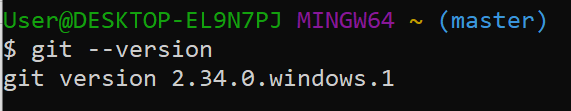 User@DESKTOP-EL9N7PJ MINGW64 ~ (master)
$ git --version
git version 2.34.0.windows.1